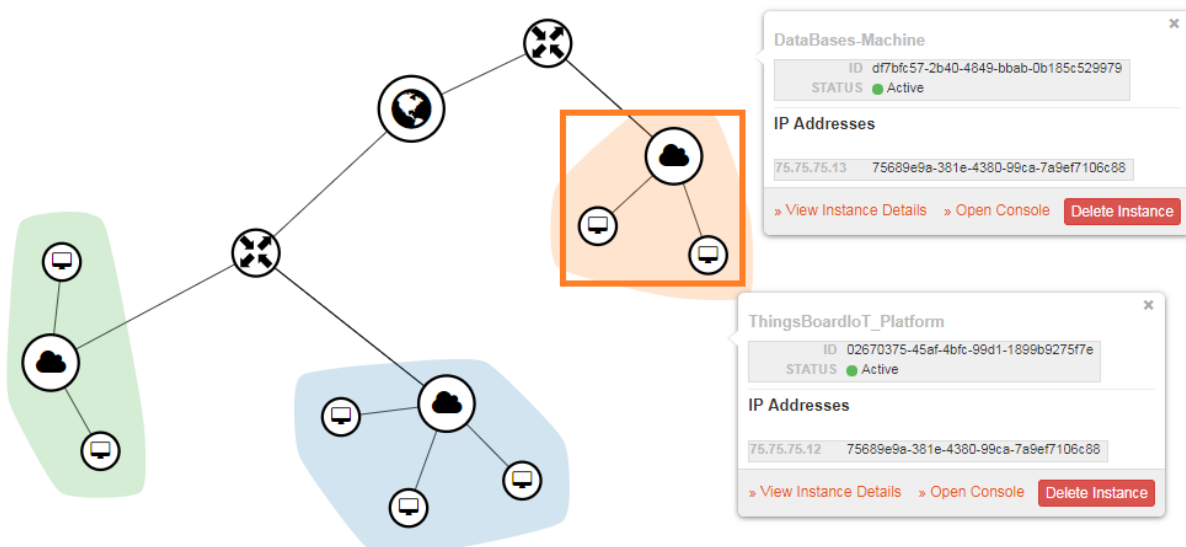 DataBases-Machine
ID df7bfc57-2b40-4849-bbab-0b185c529979
STATUS Active
IP Addresses
75.75.75.13 75689e9a-381e-4380-99ca-7a9ef7106c88
» View Instance Details » Open Console Delete Instance
ThingsBoardIoT_Platform
ID 02670375-45af-4bfc-99d1-1899b9275f7e
STATUS Active
IP Addresses
75.75.75.12 75689e9a-381e-4380-99ca-7a9ef7106c88
» View Instance Details » Open Console Delete Instance